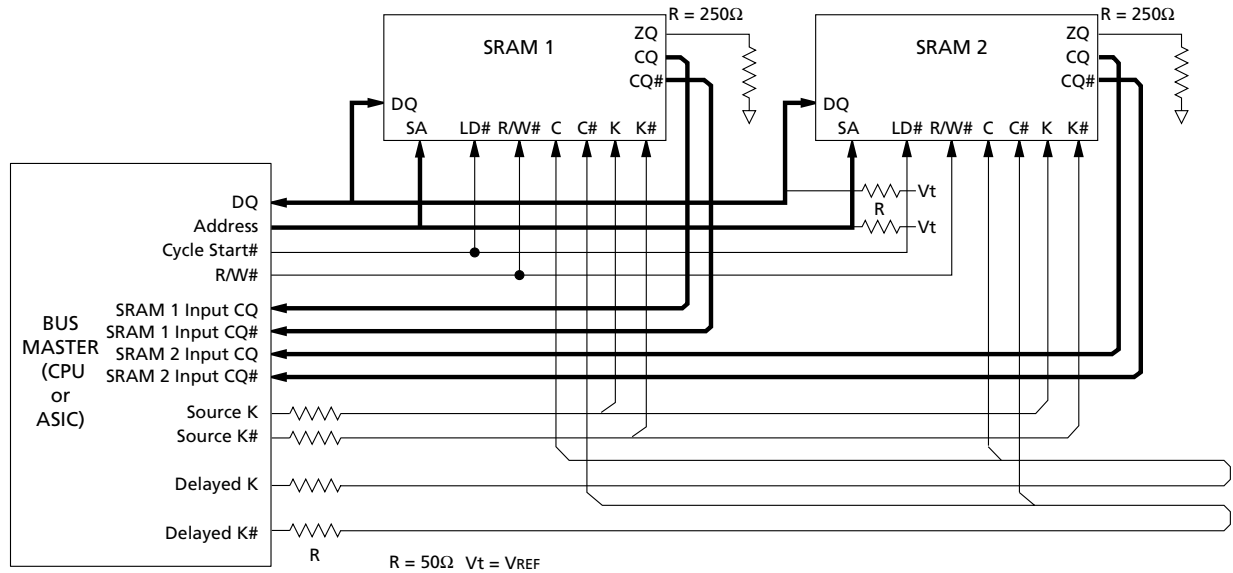 R = 250Ω
R = 250Ω
SRAM 1
ZQ
CQ
CQ#
DQ
SA LD# R/W# C C# K K#
SRAM 2
ZQ
CQ
CQ#
DQ
SA LD# R/W# C C# K K#
Vt
R
Vt
DQ
Address
Cycle Start#
R/W#
SRAM 1 Input CQ
SRAM 1 Input CQ#
SRAM 2 Input CQ
SRAM 2 Input CQ#
BUS
MASTER
(CPU
or
ASIC)
Source K
Source K#
Delayed K
Delayed K#
R
R = 50Ω Vt = VREF